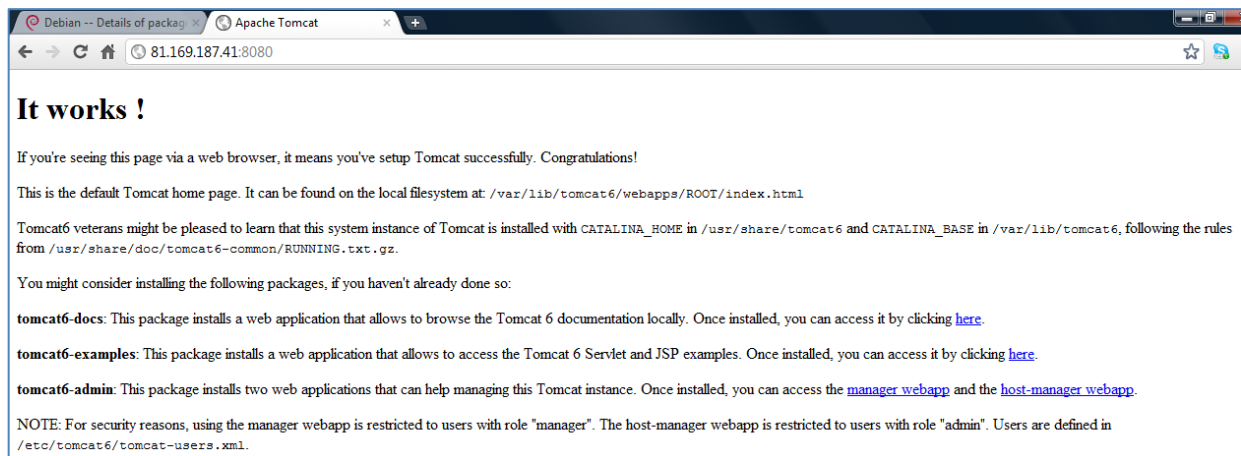 Debian -- Details of packag
Apache Tomcat
81.169.187.41:8080
It works !
If you're seeing this page via a web browser, it means you've setup Tomcat successfully. Congratulations!
This is the default Tomcat home page. It can be found on the local filesystem at: /var/lib/tomcat6/webapps/ROOT/index.html
Tomcat6 veterans might be pleased to learn that this system instance of Tomcat is installed with CATALINA_HOME in /usr/share/tomcat6 and CATALINA_BASE in /var/lib/tomcat6, following the rules
from /usr/share/doc/tomcat6-common/RUNNING.txt.gz.
You might consider installing the following packages, if you haven't already done so:
tomcat6-docs: This package installs a web application that allows to browse the Tomcat 6 documentation locally. Once installed, you can access it by clicking here.
tomcat6-examples: This package installs a web application that allows to access the Tomcat 6 Servlet and JSP examples. Once installed, you can access it by clicking here.
tomcat6-admin: This package installs two web applications that can help managing this Tomcat instance. Once installed, you can access the manager webapp and the host-manager webapp.
NOTE: For security reasons, using the manager webapp is restricted to users with role "manager". The host-manager webapp is restricted to users with role "admin". Users are defined in
/etc/tomcat6/tomcat-users.xml.